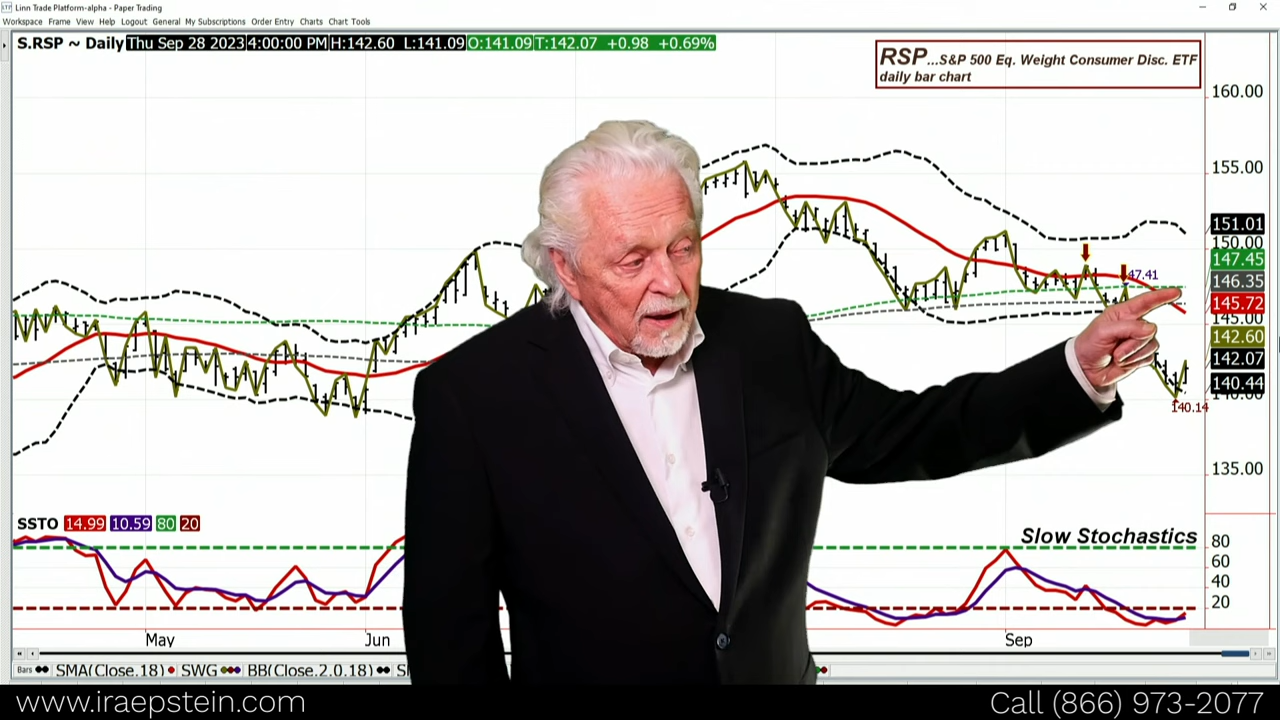 Linn Trade Platform-alpha - Paper Trading
Workspace Frame View Help Logout General My Subscriptions Order Entry Charts Chart Tools
S.RSP ~ Daily Thu Sep 28 2023 4:00:00 PM H:142.60 L:141.09 O:141.09 T:142.07 +0.98 +0.69%
RSP...S&P 500 Eq. Weight Consumer Disc. ETF
daily bar chart
160.00
155.00
151.01
150.00
147.45
47.41
146.35
145.72
145.00
142.60
142.07
140.44
140.00
140.14
135.00
SSTO 14.99 10.59 80 20
Slow Stochastics
80
60
40
20
May Jun Sep
Bars SMA(Close.18) SWG BB(Close.2.0.18)
www.iraepstein.com Call (866) 973-2077